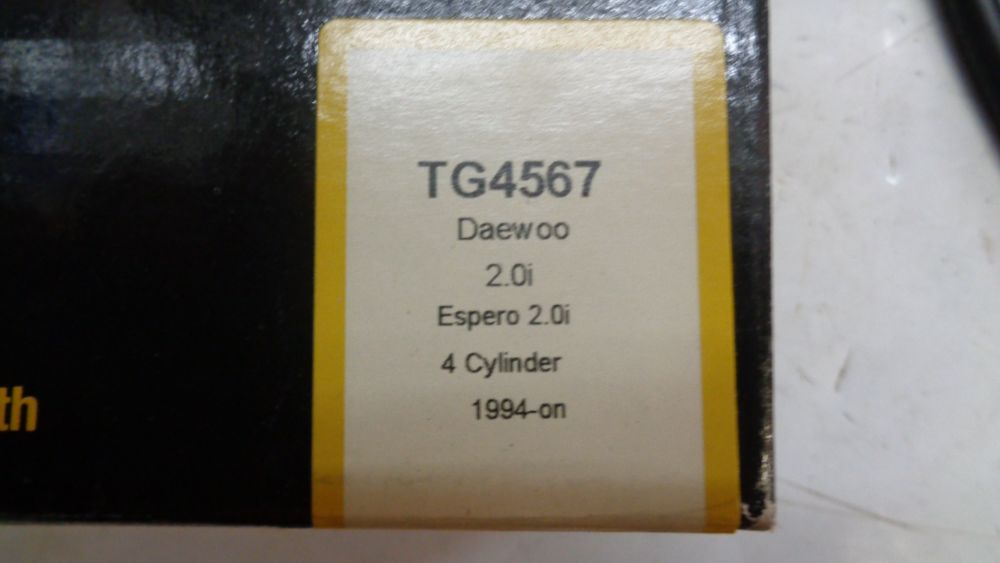 TG4567
Daewoo
2.0i
Espero 2.0i
4 Cylinder
1994-on
th